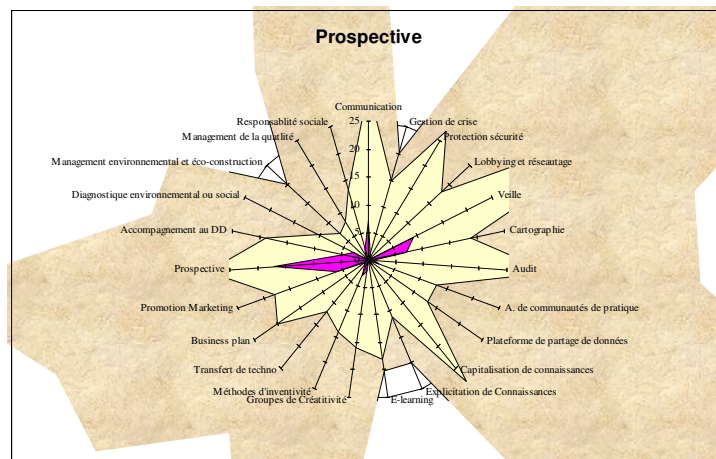 Prospective
Communication
Gestion de crise
Protection sécurité
Lobbying et réseautage
Veille
Cartographie
Audit
A. de communautés de pratique
Plateforme de partage de données
Capitalisation de connaissances
Explicitation de Connaissances
E-learning
Groupes de Créatitivité
Méthodes d'inventivité
Transfert de techno
Business plan
Promotion Marketing
Prospective
Accompagnement au DD
Diagnostique environnemental ou social
Management environnemental et éco-construction
Management de la quatlité
Responsablité sociale
25
20
15
10
5